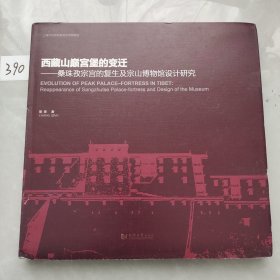 390
西藏山巅宫堡的变迁
——桑珠孜宗宫的复生及宗山博物馆设计研究
EVOLUTION OF PEAK PALACE-FORTRESS IN TIBET:
Reappearance of Sangzhutse Palace-fortress and Design of the Museum